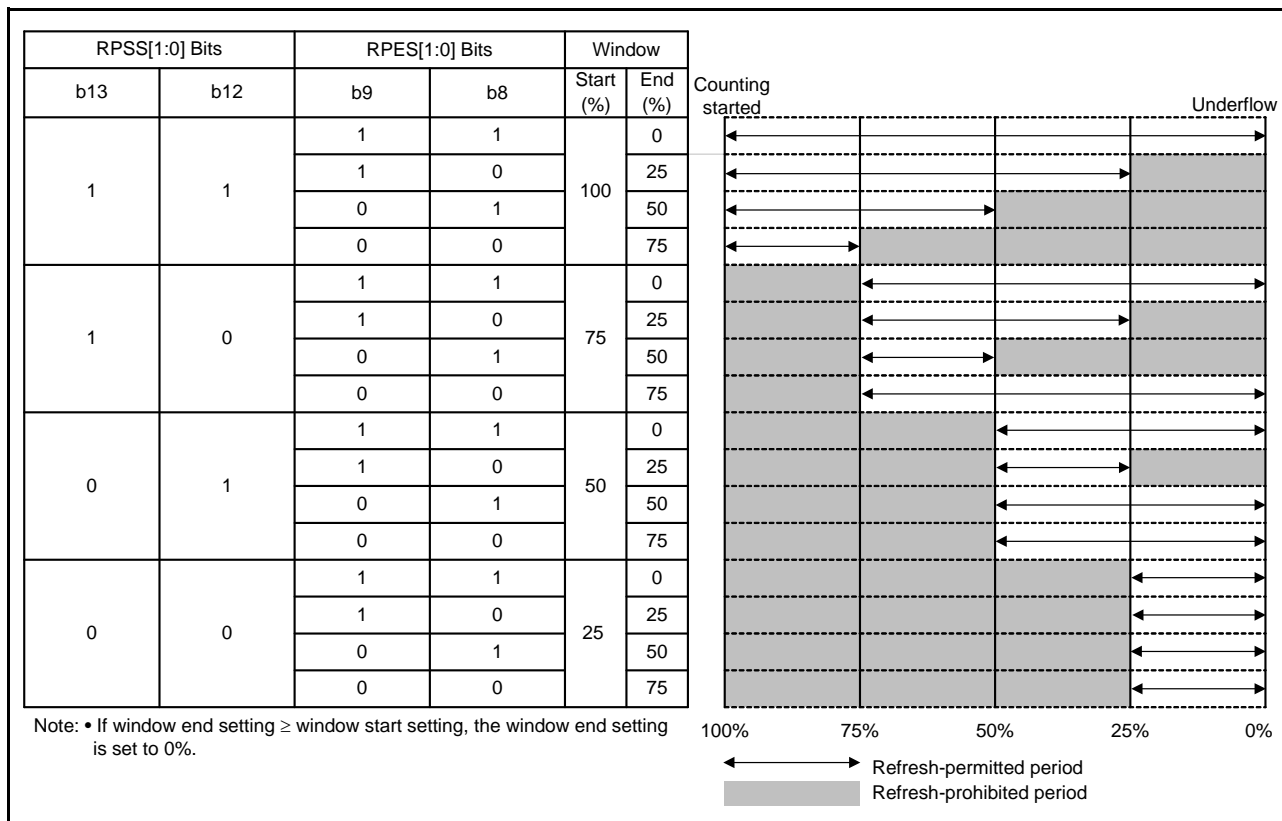 RPSS[1:0] Bits RPES[1:0] Bits Window
b13 b12 b9 b8 Start (%) End (%)
Counting started
Underflow
1 1 1 1 100 0
1 0 25
0 1 50
0 0 75
1 0 1 1 75 0
1 0 25
0 1 50
0 0 75
0 1 1 1 50 0
1 0 25
0 1 50
0 0 75
0 0 1 1 25 0
1 0 25
0 1 50
0 0 75
Note: • If window end setting ≥ window start setting, the window end setting
is set to 0%.
100% 75% 50% 25% 0%
Refresh-permitted period
Refresh-prohibited period